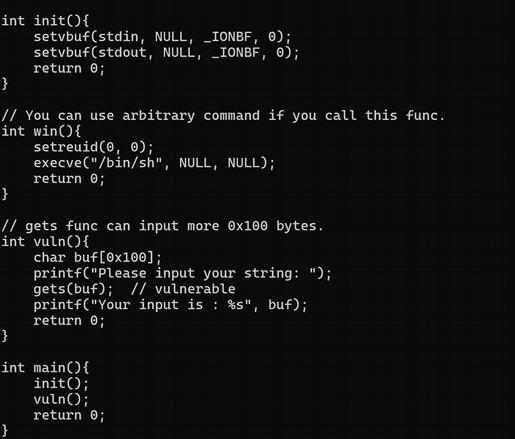 int init(){
    setvbuf(stdin, NULL, _IONBF, 0);
    setvbuf(stdout, NULL, _IONBF, 0);
    return 0;
}
// You can use arbitrary command if you call this func.
int win(){
    setreuid(0, 0);
    execve("/bin/sh", NULL, NULL);
    return 0;
}
// gets func can input more 0x100 bytes.
int vuln(){
    char buf[0x100];
    printf("Please input your string: ");
    gets(buf);  // vulnerable
    printf("Your input is : %s", buf);
    return 0;
}
int main(){
    init();
    vuln();
    return 0;
}